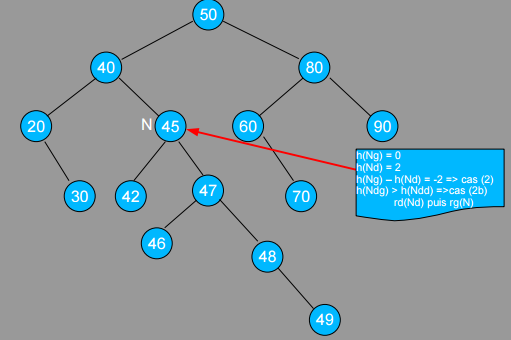 50
40
80
20
N
45
60
90
h(Ng) = 0
h(Nd) = 2
h(Ng) – h(Nd) = -2 => cas (2)
h(Ndg) > h(Ndd) =>cas (2b)
rd(Nd) puis rg(N)
30
42
47
70
46
48
49